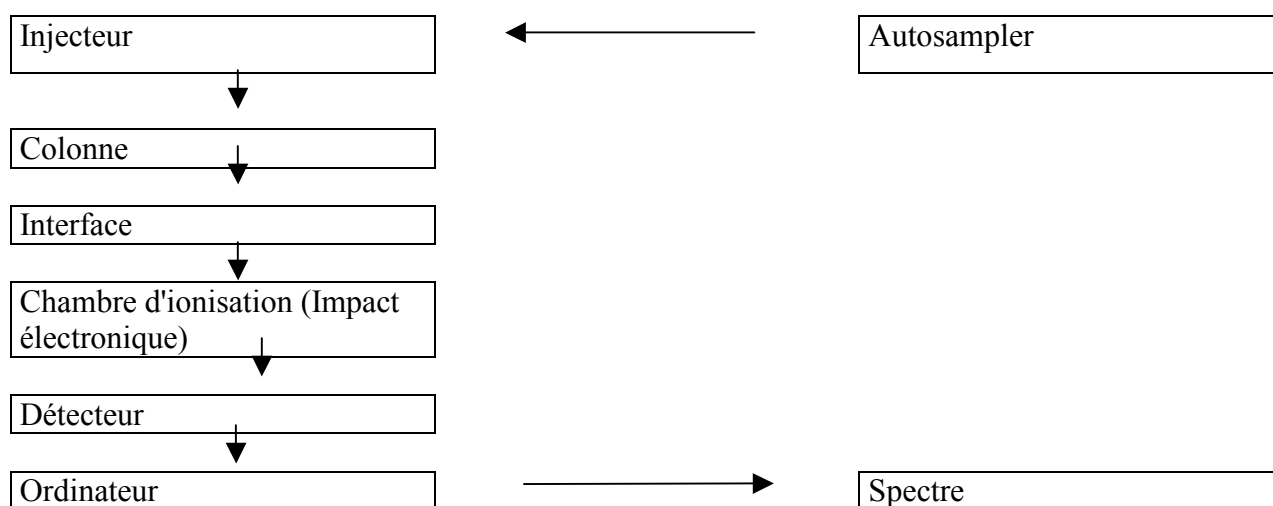 Injecteur
Autosampler
Colonne
Interface
Chambre d'ionisation (Impact
électronique)
Détecteur
Ordinateur
Spectre